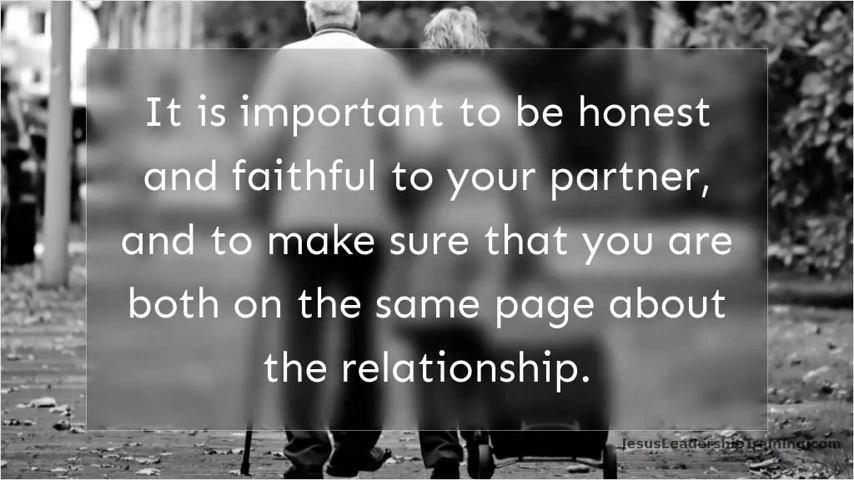 It is important to be honest
and faithful to your partner,
and to make sure that you are
both on the same page about
the relationship.
JesusLeadershipTraining.com